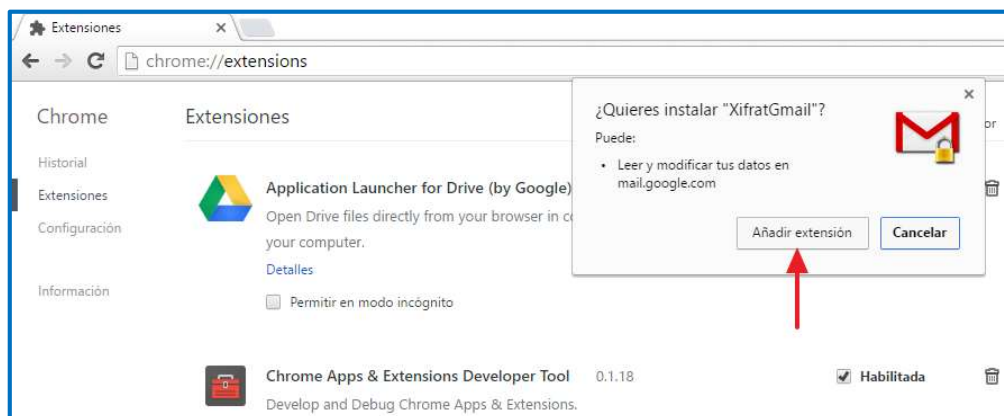 Extensiones
chrome://extensions
Chrome
Extensiones
Historial
Extensiones
Configuración
Información
¿Quieres instalar "XifratGmail"?
Puede:
• Leer y modificar tus datos en
mail.google.com
Añadir extensión
Cancelar
or
Application Launcher for Drive (by Google)
Open Drive files directly from your browser in co
your computer.
Detalles
Permitir en modo incógnito
Chrome Apps & Extensions Developer Tool 0.1.18 Habilitada
Develop and Debug Chrome Apps & Extensions.